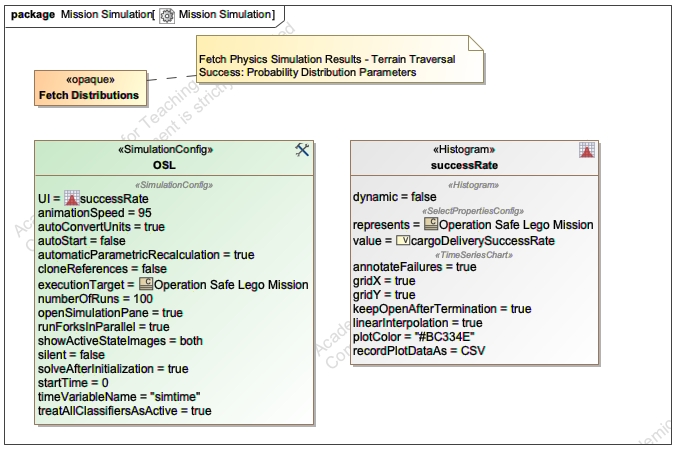 package Mission Simulation[ Mission Simulation]
Fetch Physics Simulation Results - Terrain Traversal
Success: Probability Distribution Parameters
«opaque»
Fetch Distributions
«SimulationConfig»
OSL
«SimulationConfig»
UI = successRate
animationSpeed = 95
autoConvertUnits = true
autoStart = false
automaticParametricRecalculation = true
cloneReferences = false
executionTarget = Operation Safe Lego Mission
numberOfRuns = 100
openSimulationPane = true
runForksInParallel = true
showActiveStateImages = both
silent = false
solveAfterInitialization = true
startTime = 0
timeVariableName = "simtime"
treatAllClassifiersAsActive = true
«Histogram»
successRate
«Histogram»
dynamic = false
«SelectPropertiesConfig»
represents = Operation Safe Lego Mission
value = cargoDeliverySuccessRate
«TimeSeriesChart»
annotateFailures = true
gridX = true
gridY = true
keepOpenAfterTermination = true
linearInterpolation = true
plotColor = "#BC334E"
recordPlotDataAs = CSV